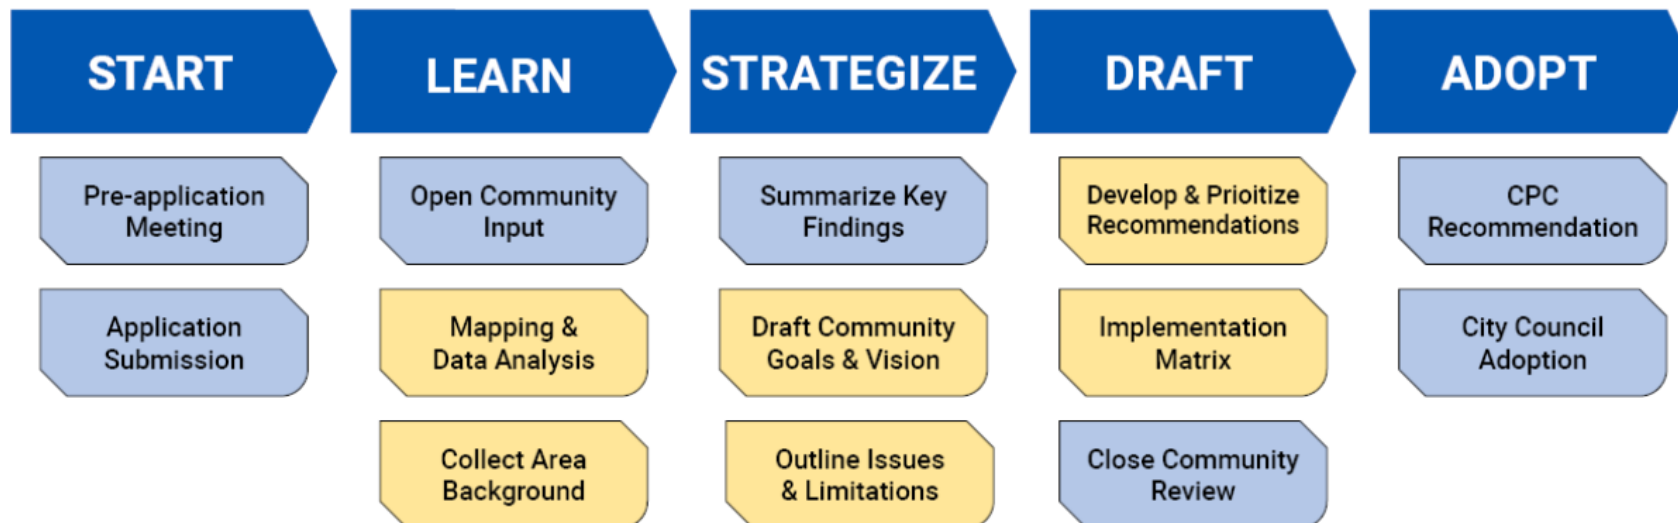 START
LEARN
STRATEGIZE
DRAFT
ADOPT
Pre-application
Meeting
Open Community
Input
Summarize Key
Findings
Develop & Prioitize
Recommendations
CPC
Recommendation
Application
Submission
Mapping &
Data Analysis
Draft Community
Goals & Vision
Implementation
Matrix
City Council
Adoption
Collect Area
Background
Outline Issues
& Limitations
Close Community
Review